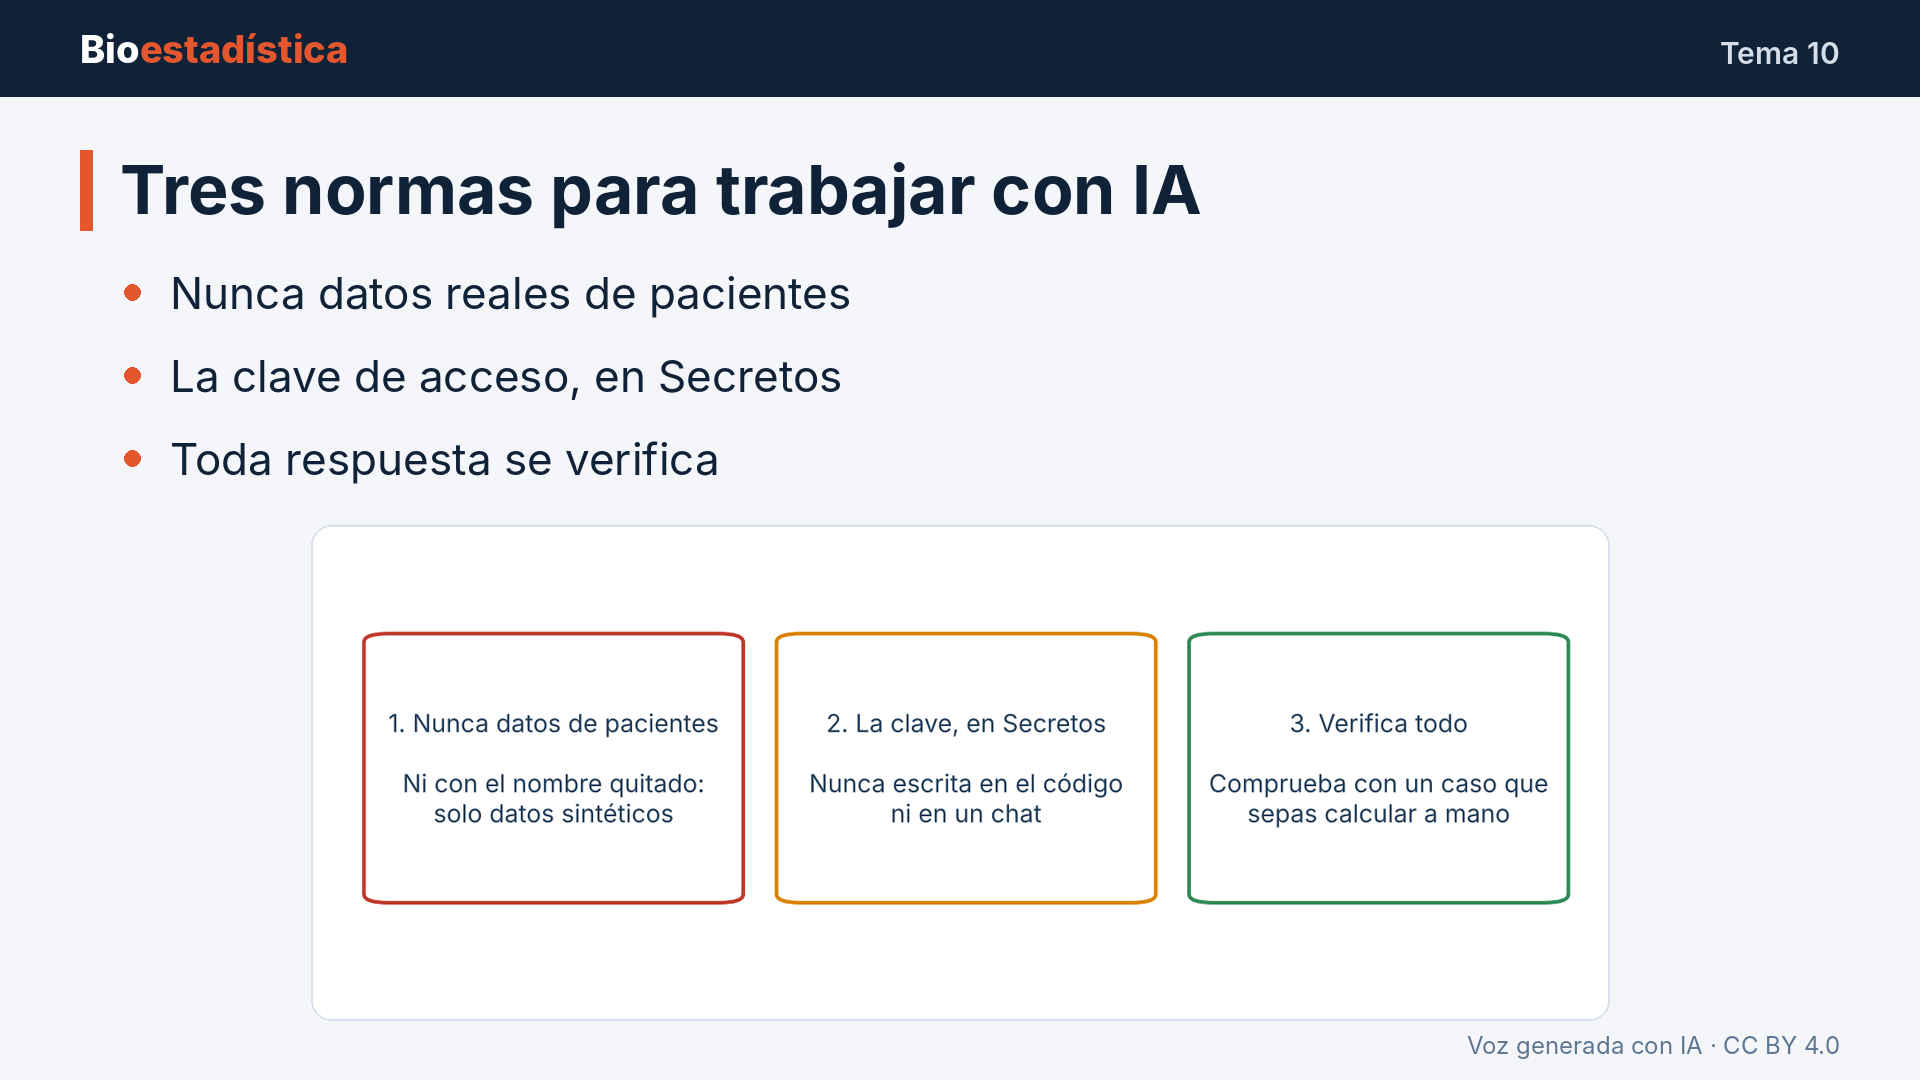 Bioestadística
Tema 10
Tres normas para trabajar con IA
Nunca datos reales de pacientes
La clave de acceso, en Secretos
Toda respuesta se verifica
1. Nunca datos de pacientes
Ni con el nombre quitado:
solo datos sintéticos
2. La clave, en Secretos
Nunca escrita en el código
ni en un chat
3. Verifica todo
Comprueba con un caso que
sepas calcular a mano
Voz generada con IA · CC BY 4.0